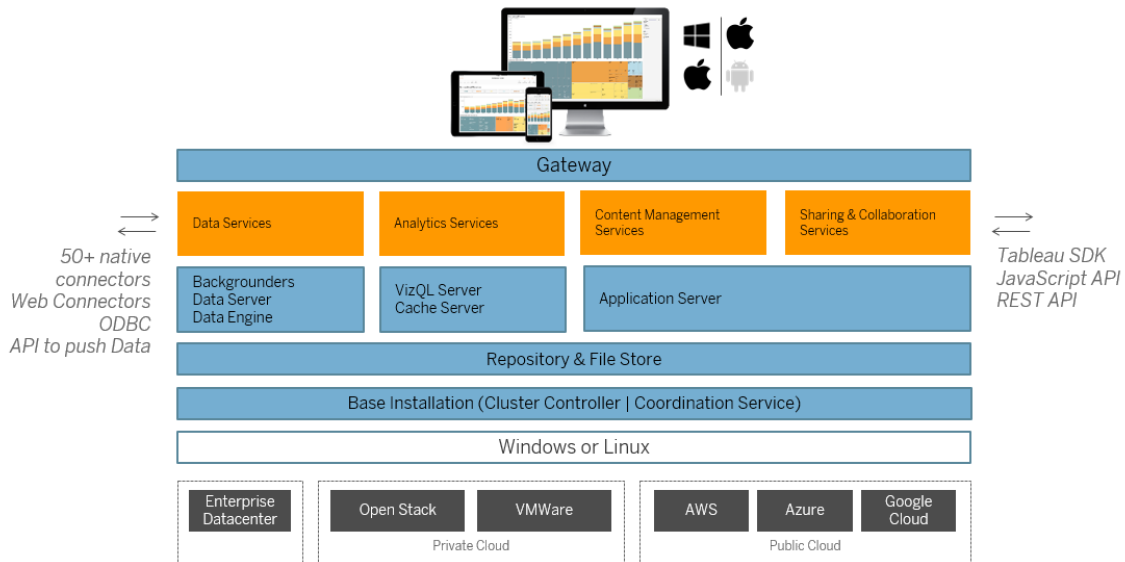 Gateway
Data Services
Analytics Services
Content Management
Services
Sharing & Collaboration
Services
50+ native
connectors
Web Connectors
ODBC
API to push Data
Tableau SDK
JavaScript API
REST API
Backgrounders
Data Server
Data Engine
VizQL Server
Cache Server
Application Server
Repository & File Store
Base Installation (Cluster Controller | Coordination Service)
Windows or Linux
Enterprise
Datacenter
Open Stack
VMWare
Private Cloud
AWS
Azure
Google
Cloud
Public Cloud